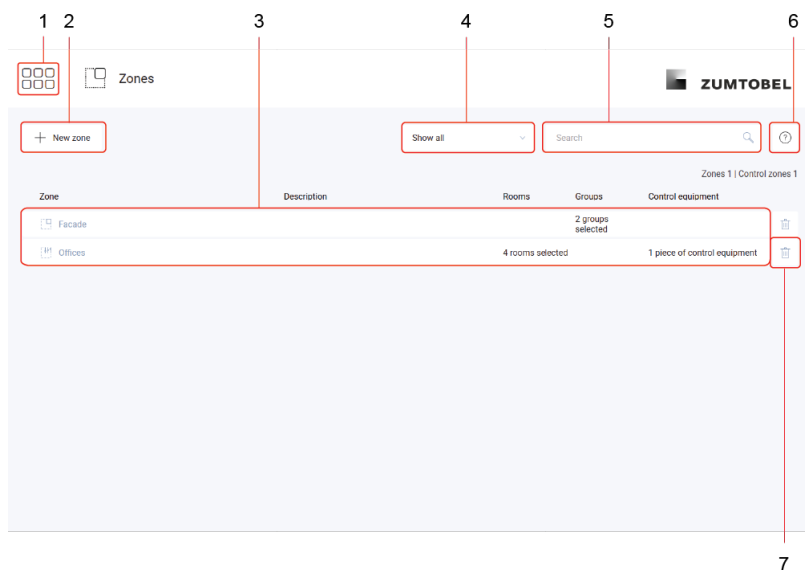 1 2 3 4 5 6
Zones
ZUMTOBEL
New zone
Show all
Search
?
Zones 1 | Control zones 1
Zone Description Rooms Groups Control equipment
Facade 2 groups
selected
Offices 4 rooms selected 1 piece of control equipment
7